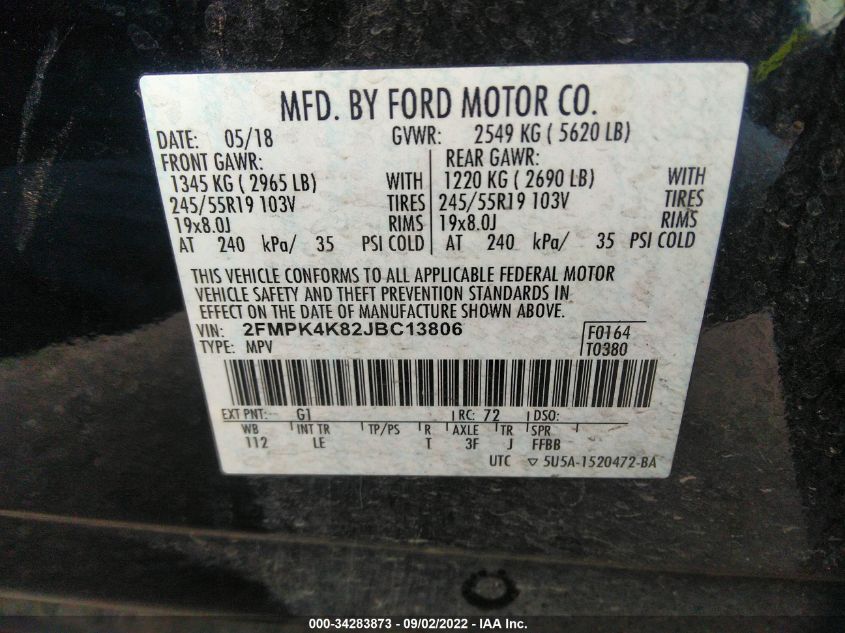 MFD. BY FORD MOTOR CO.
DATE: 05/18 GVWR: 2549 KG ( 5620 LB)
FRONT GAWR: REAR GAWR:
1345 KG ( 2965 LB) WITH 1220 KG ( 2690 LB) WITH
245/55R19 103V TIRES 245/55R19 103V TIRES
19x8.0J RIMS 19x8.0J RIMS
AT 240 kPa/ 35 PSI COLD AT 240 kPa/ 35 PSI COLD
THIS VEHICLE CONFORMS TO ALL APPLICABLE FEDERAL MOTOR
VEHICLE SAFETY AND THEFT PREVENTION STANDARDS IN
EFFECT ON THE DATE OF MANUFACTURE SHOWN ABOVE.
VIN: 2FMPK4K82JBC13806 F0164
TYPE: MPV T0380
EXT PNT: G1 RC: 72 DSO:
WB INT TR TP/PS R AXLE TR SPR
112 LE T 3F J FFBB
UTC ▽ 5U5A-1520472-BA
000-34283873 - 09/02/2022 - IAA Inc.